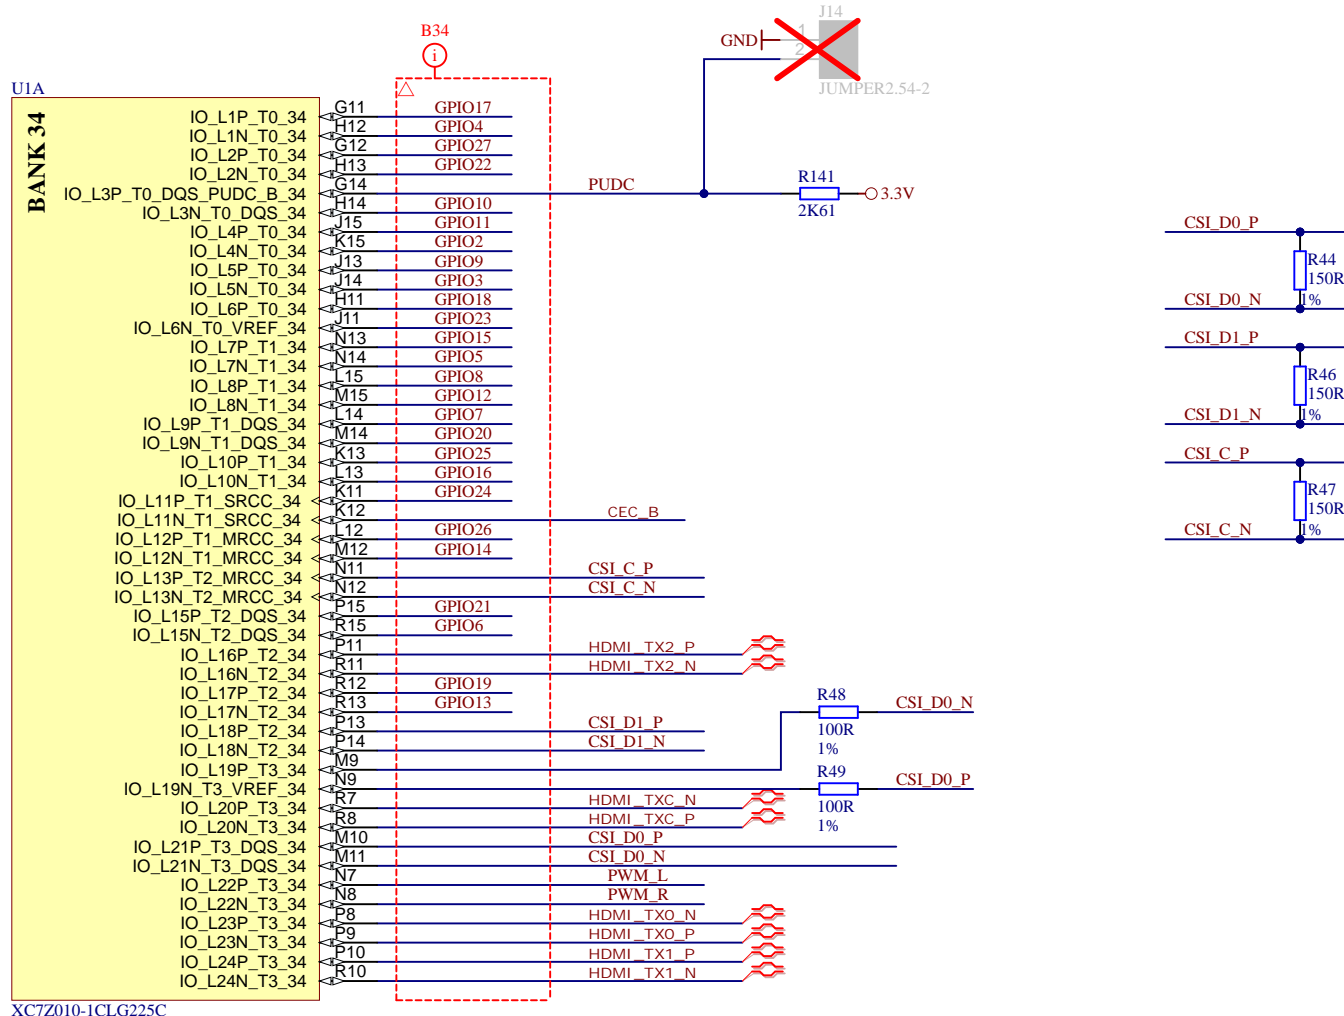 J14
B34
i
GND
1
2
JUMPER2.54-2
U1A
BANK 34
IO_L1P_T0_34 G11 GPIO17
IO_L1N_T0_34 H12 GPIO4
IO_L2P_T0_34 G12 GPIO27
IO_L2N_T0_34 H13 GPIO22
IO_L3P_T0_DQS_PUDC_B_34 G14 PUDC
R141
2K61
3.3V
IO_L3N_T0_DQS_34 H14 GPIO10
IO_L4P_T0_34 J15 GPIO11
IO_L4N_T0_34 K15 GPIO2
IO_L5P_T0_34 J13 GPIO9
IO_L5N_T0_34 J14 GPIO3
IO_L6P_T0_34 H11 GPIO18
IO_L6N_T0_VREF_34 J11 GPIO23
IO_L7P_T1_34 N13 GPIO15
IO_L7N_T1_34 N14 GPIO5
IO_L8P_T1_34 L15 GPIO8
IO_L8N_T1_34 M15 GPIO12
IO_L9P_T1_DQS_34 L14 GPIO7
IO_L9N_T1_DQS_34 M14 GPIO20
IO_L10P_T1_34 K13 GPIO25
IO_L10N_T1_34 L13 GPIO16
IO_L11P_T1_SRCC_34 K11 GPIO24
IO_L11N_T1_SRCC_34 K12 CEC_B
IO_L12P_T1_MRCC_34 L12 GPIO26
IO_L12N_T1_MRCC_34 M12 GPIO14
IO_L13P_T2_MRCC_34 N11 CSI_C_P
IO_L13N_T2_MRCC_34 N12 CSI_C_N
IO_L15P_T2_DQS_34 P15 GPIO21
IO_L15N_T2_DQS_34 R15 GPIO6
IO_L16P_T2_34 P11 HDMI_TX2_P
IO_L16N_T2_34 R11 HDMI_TX2_N
IO_L17P_T2_34 R12 GPIO19
IO_L17N_T2_34 R13 GPIO13
IO_L18P_T2_34 P13 CSI_D1_P
IO_L18N_T2_34 P14 CSI_D1_N
IO_L19P_T3_34 M9
R48
100R
1%
CSI_D0_N
IO_L19N_T3_VREF_34 N9
R49
100R
1%
CSI_D0_P
IO_L20P_T3_34 R7 HDMI_TXC_N
IO_L20N_T3_34 R8 HDMI_TXC_P
IO_L21P_T3_DQS_34 M10 CSI_D0_P
IO_L21N_T3_DQS_34 M11 CSI_D0_N
IO_L22P_T3_34 N7 PWM_L
IO_L22N_T3_34 N8 PWM_R
IO_L23P_T3_34 P8 HDMI_TX0_N
IO_L23N_T3_34 P9 HDMI_TX0_P
IO_L24P_T3_34 P10 HDMI_TX1_P
IO_L24N_T3_34 R10 HDMI_TX1_N
XC7Z010-1CLG225C
CSI_D0_P
R44
150R
1%
CSI_D0_N
CSI_D1_P
R46
150R
1%
CSI_D1_N
CSI_C_P
R47
150R
1%
CSI_C_N